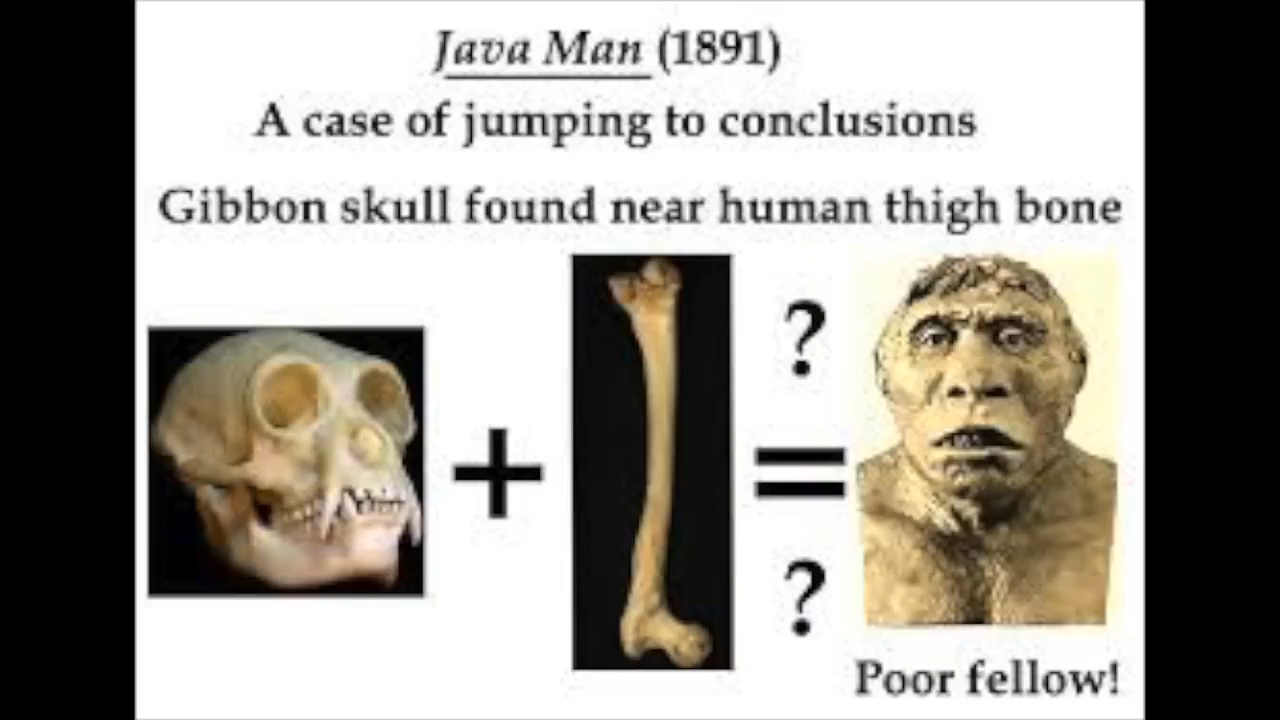 Java Man (1891)
A case of jumping to conclusions
Gibbon skull found near human thigh bone
+
?
=
?
Poor fellow!